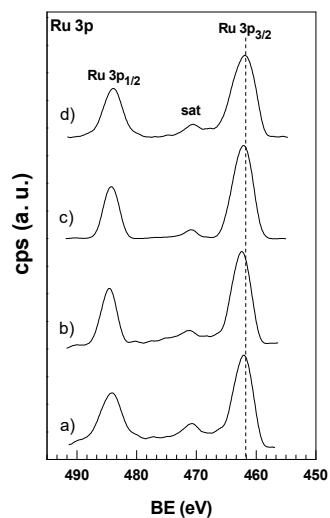 Ru 3p
Ru 3p3/2
Ru 3p1/2
sat
d)
c)
b)
a)
cps (a. u.)
490 480 470 460 450
BE (eV)